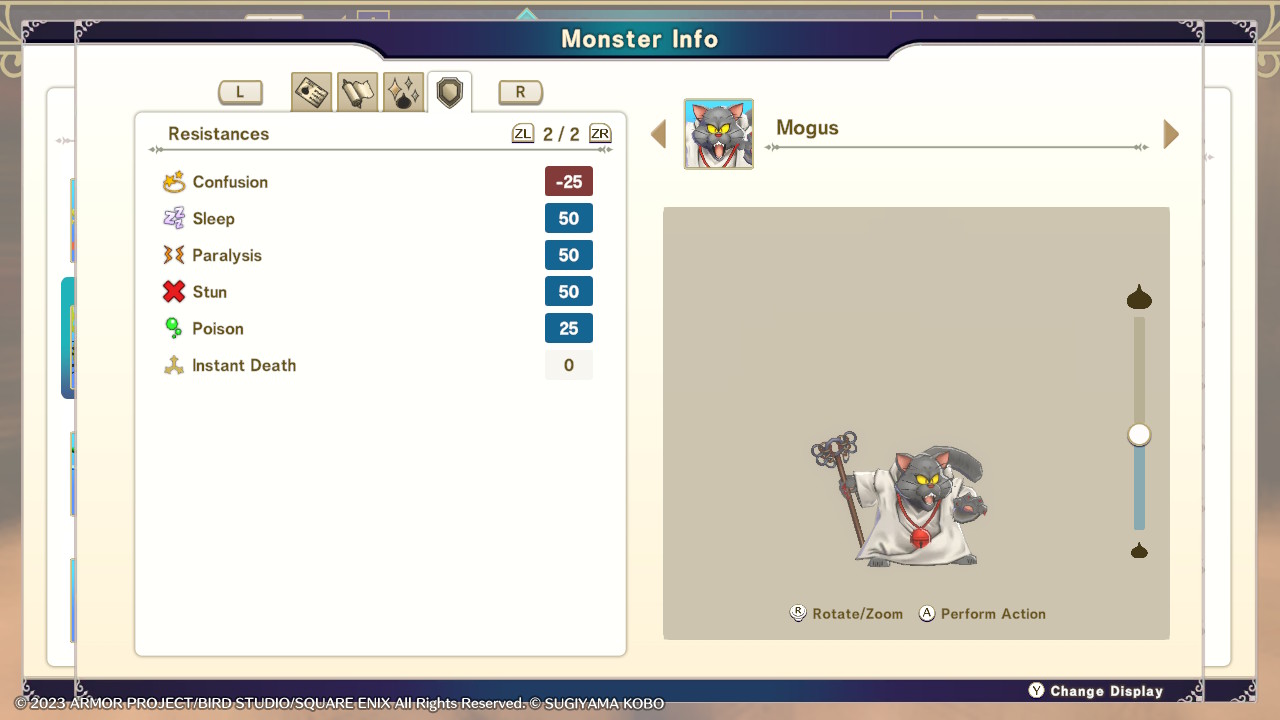 Monster Info
L
R
Resistances
ZL 2 / 2 ZR
Confusion -25
Sleep 50
Paralysis 50
Stun 50
Poison 25
Instant Death 0
Mogus
R Rotate/Zoom A Perform Action
Y Change Display
© 2023 ARMOR PROJECT/BIRD STUDIO/SQUARE ENIX All Rights Reserved. © SUGIYAMA KOBO